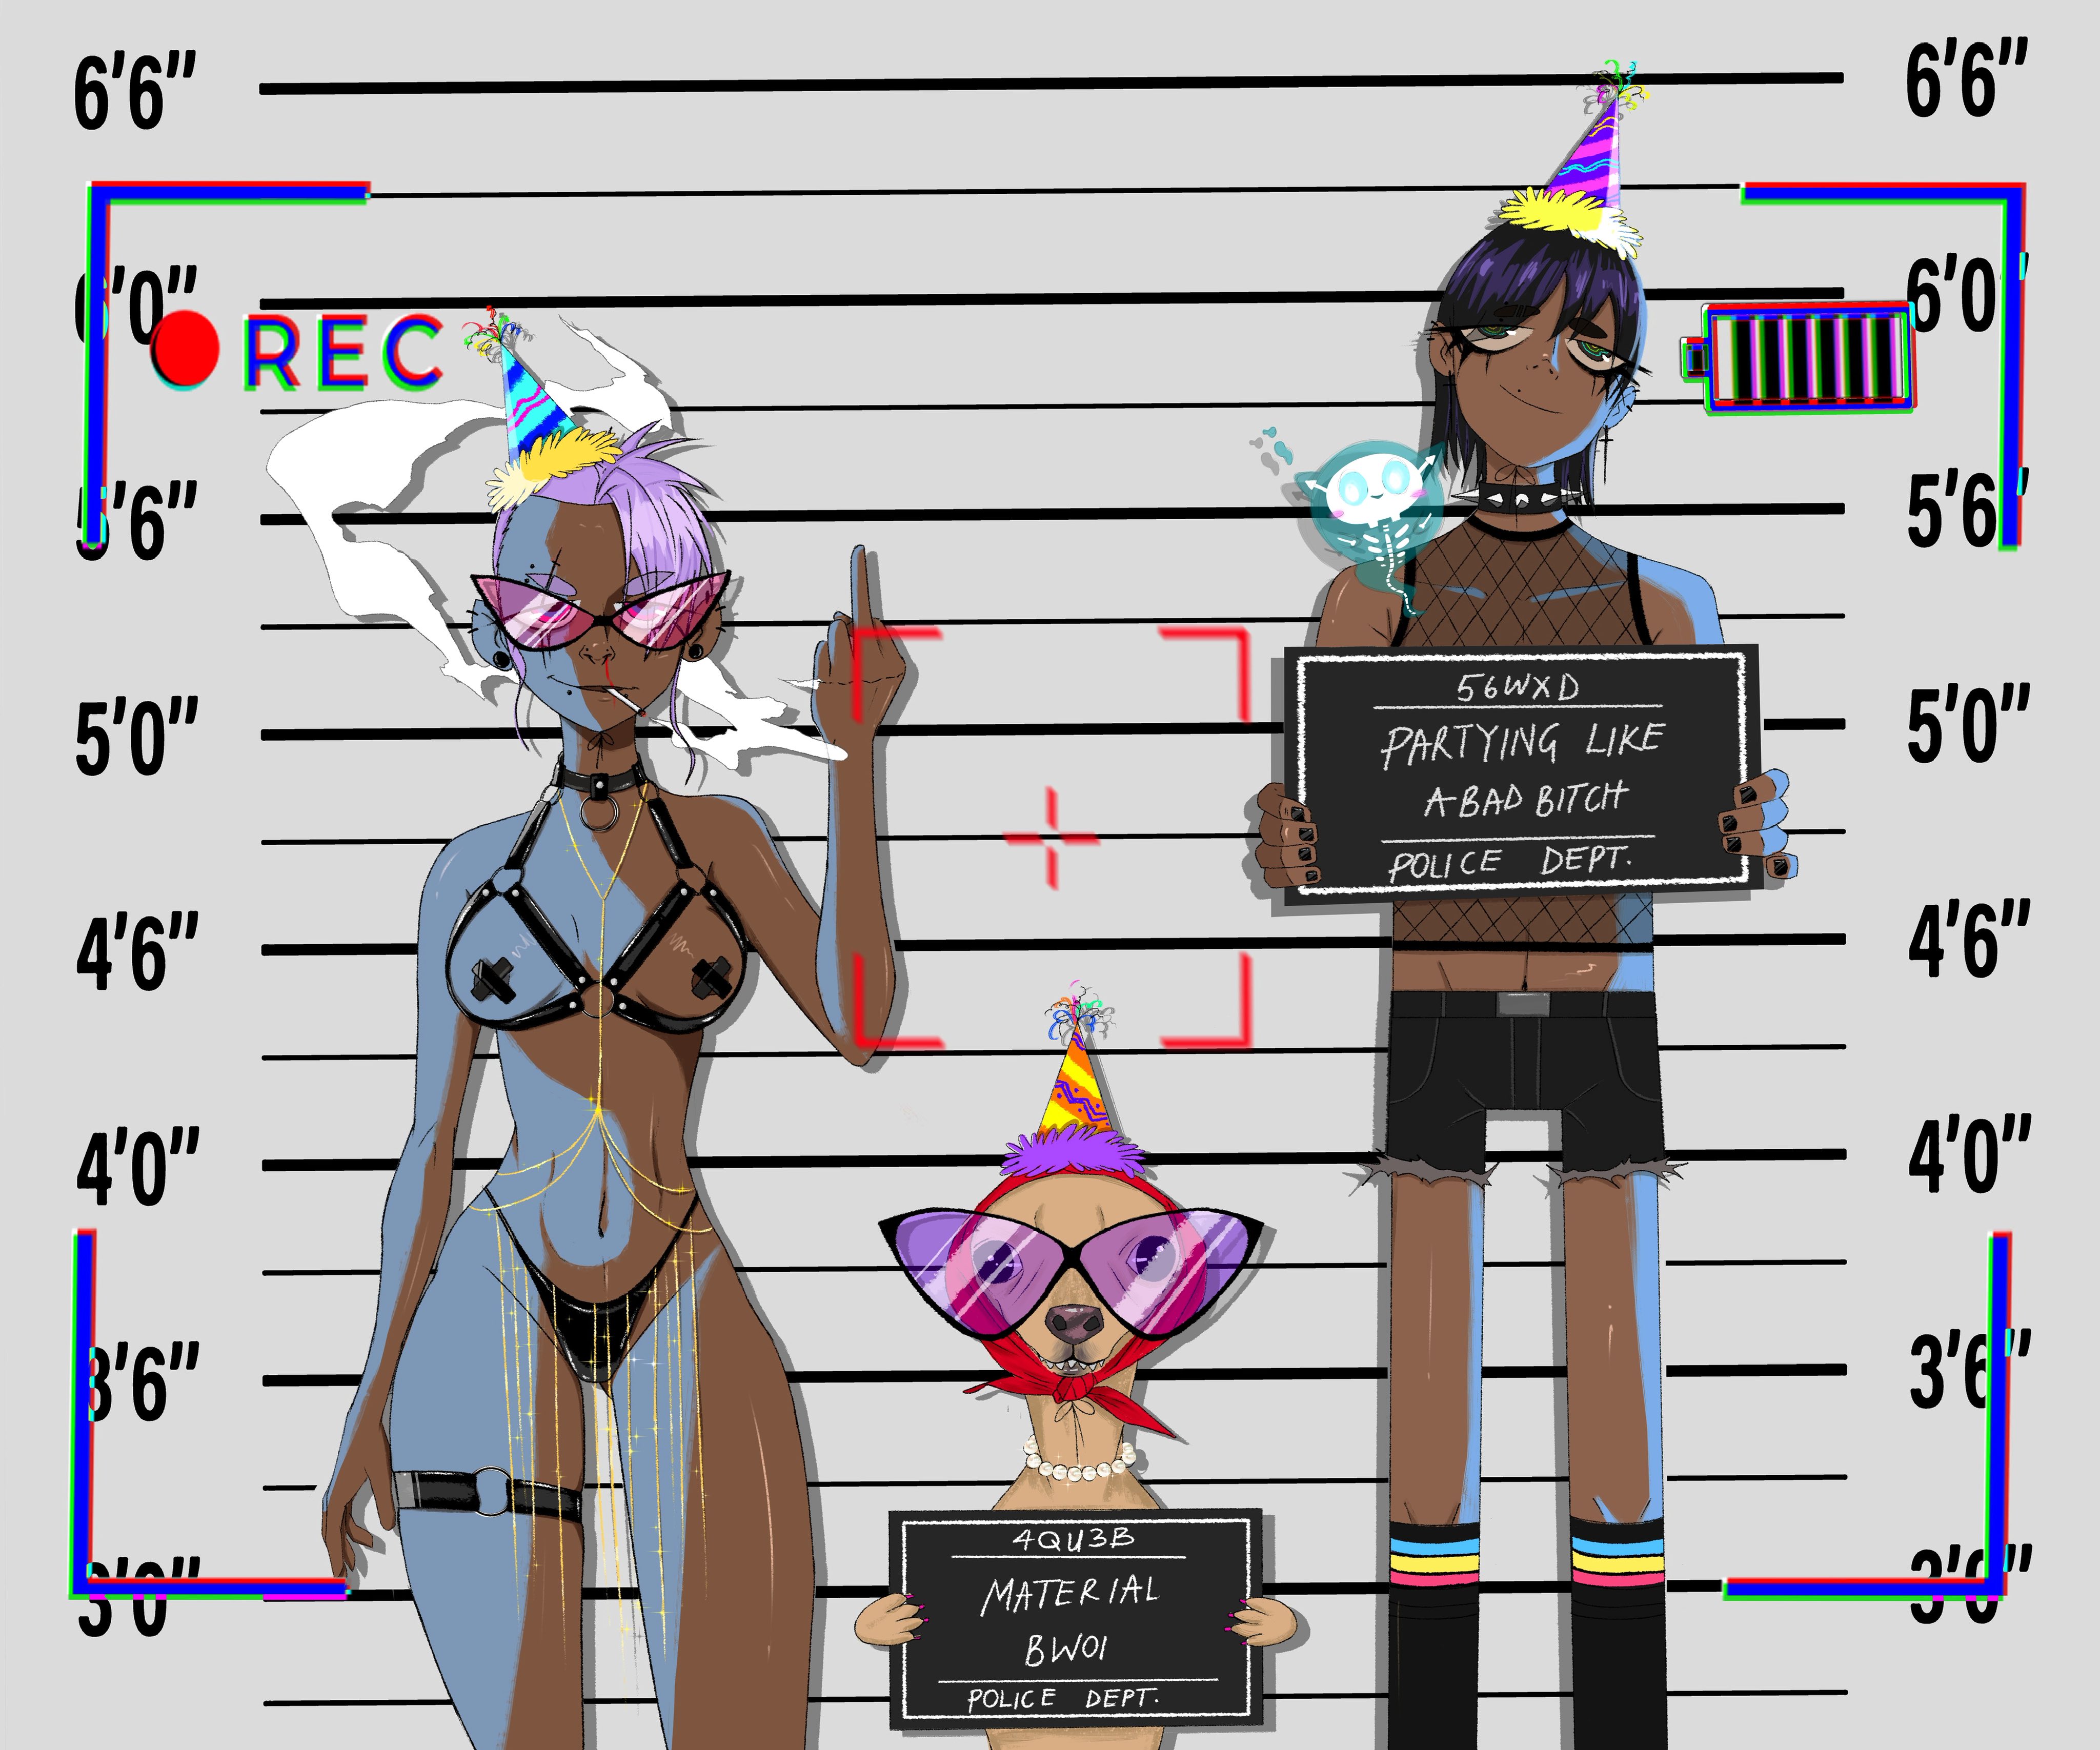 6'6"
6'6"
6'0"
6'0"
REC
5'6"
5'6"
5'0"
5'0"
56WXD
PARTYING LIKE
A BAD BITCH
POLICE DEPT.
4'6"
4'6"
4'0"
4'0"
3'6"
3'6"
3'0"
3'0"
4QU3B
MATERIAL
BWOI
POLICE DEPT.